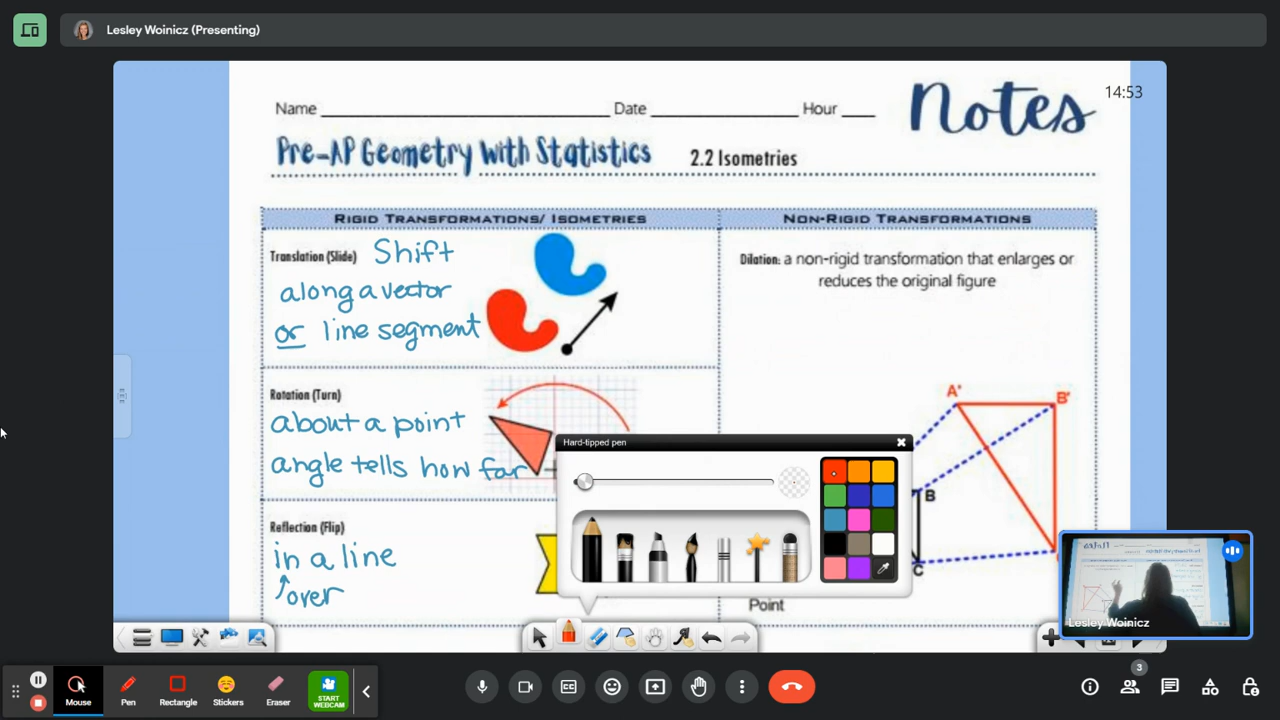 Lesley Woinicz (Presenting)
14:53
Name Date Hour
Notes
Pre-AP Geometry With Statistics 2.2 Isometries
Rigid Transformations/ Isometries
Non-Rigid Transformations
Translation (Slide) Shift
along a vector
or line segment
Dilation: a non-rigid transformation that enlarges or
reduces the original figure
Rotation (Turn)
about a point
angle tells how far
A'
B'
B
C
Hard-tipped pen
Reflection (Flip)
in a line
over
Point
Lesley Woinicz
3
Mouse
Pen
Rectangle
Stickers
Eraser
START
WEBCAM